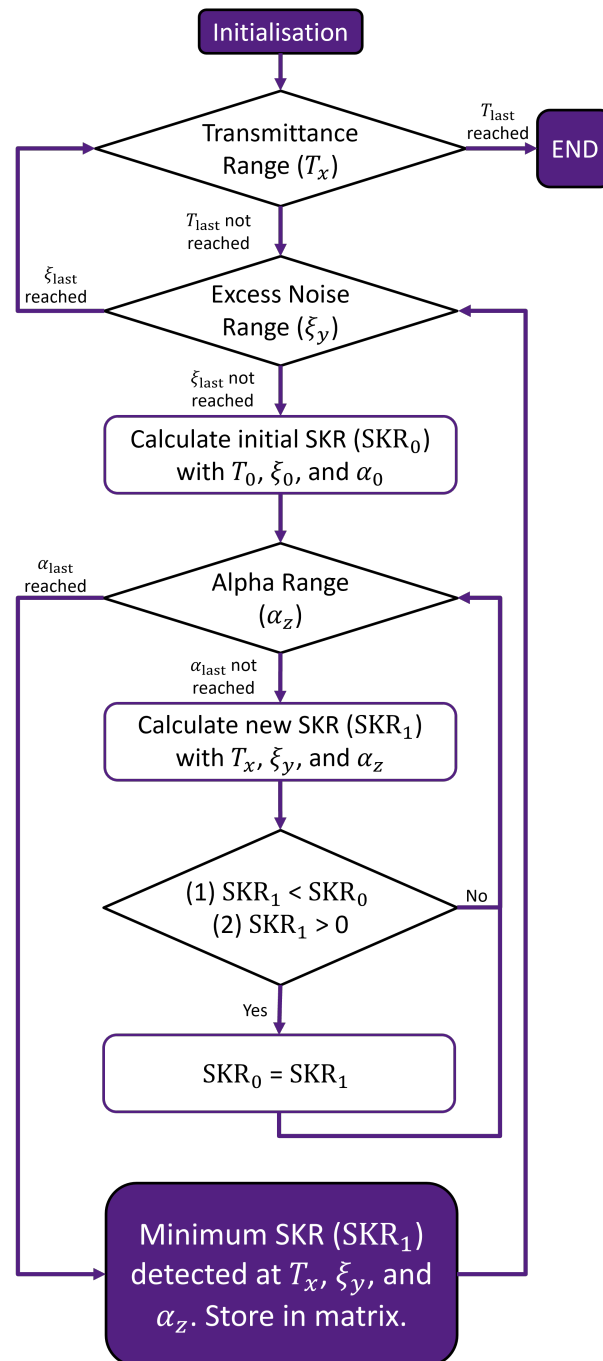 Initialisation
Transmittance
Range (𝑇ₓ)
𝑇last
reached
END
𝑇last not
reached
𝜉last
reached
Excess Noise
Range (𝜉𝑦)
𝜉last not
reached
Calculate initial SKR (SKR₀)
with 𝑇₀, 𝜉₀, and 𝛼₀
𝛼last
reached
Alpha Range
(𝛼𝑧)
𝛼last not
reached
Calculate new SKR (SKR₁)
with 𝑇ₓ, 𝜉𝑦, and 𝛼𝑧
(1) SKR₁ < SKR₀
(2) SKR₁ > 0
No
Yes
SKR₀ = SKR₁
Minimum SKR (SKR₁)
detected at 𝑇ₓ, 𝜉𝑦, and
𝛼𝑧. Store in matrix.